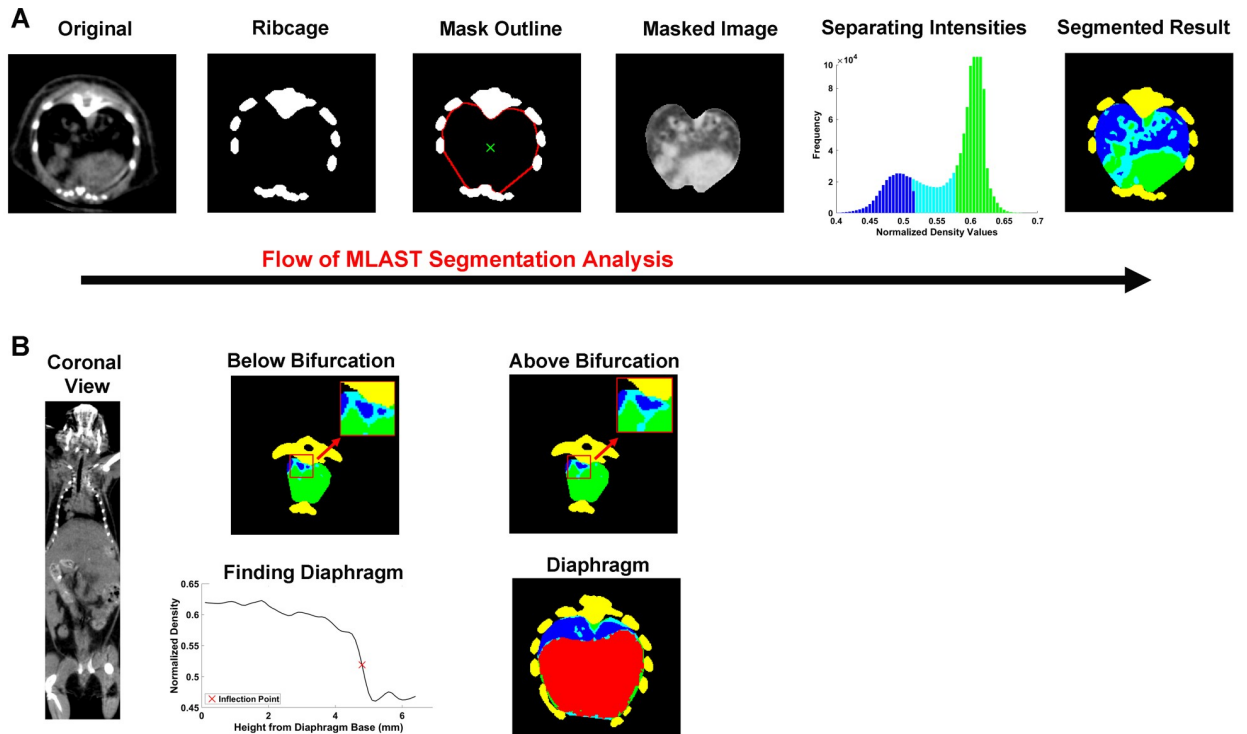 A
Original
Ribcage
Mask Outline
Masked Image
Separating Intensities
Segmented Result
×10⁴
10
8
6
4
2
0
Frequency
0.4 0.45 0.5 0.55 0.6 0.65 0.7
Normalized Density Values
Flow of MLAST Segmentation Analysis
B
Coronal
View
Below Bifurcation
Above Bifurcation
Finding Diaphragm
0.65
0.6
0.55
0.5
0.45
Normalized Density
× Inflection Point
0 2 4 6
Height from Diaphragm Base (mm)
Diaphragm